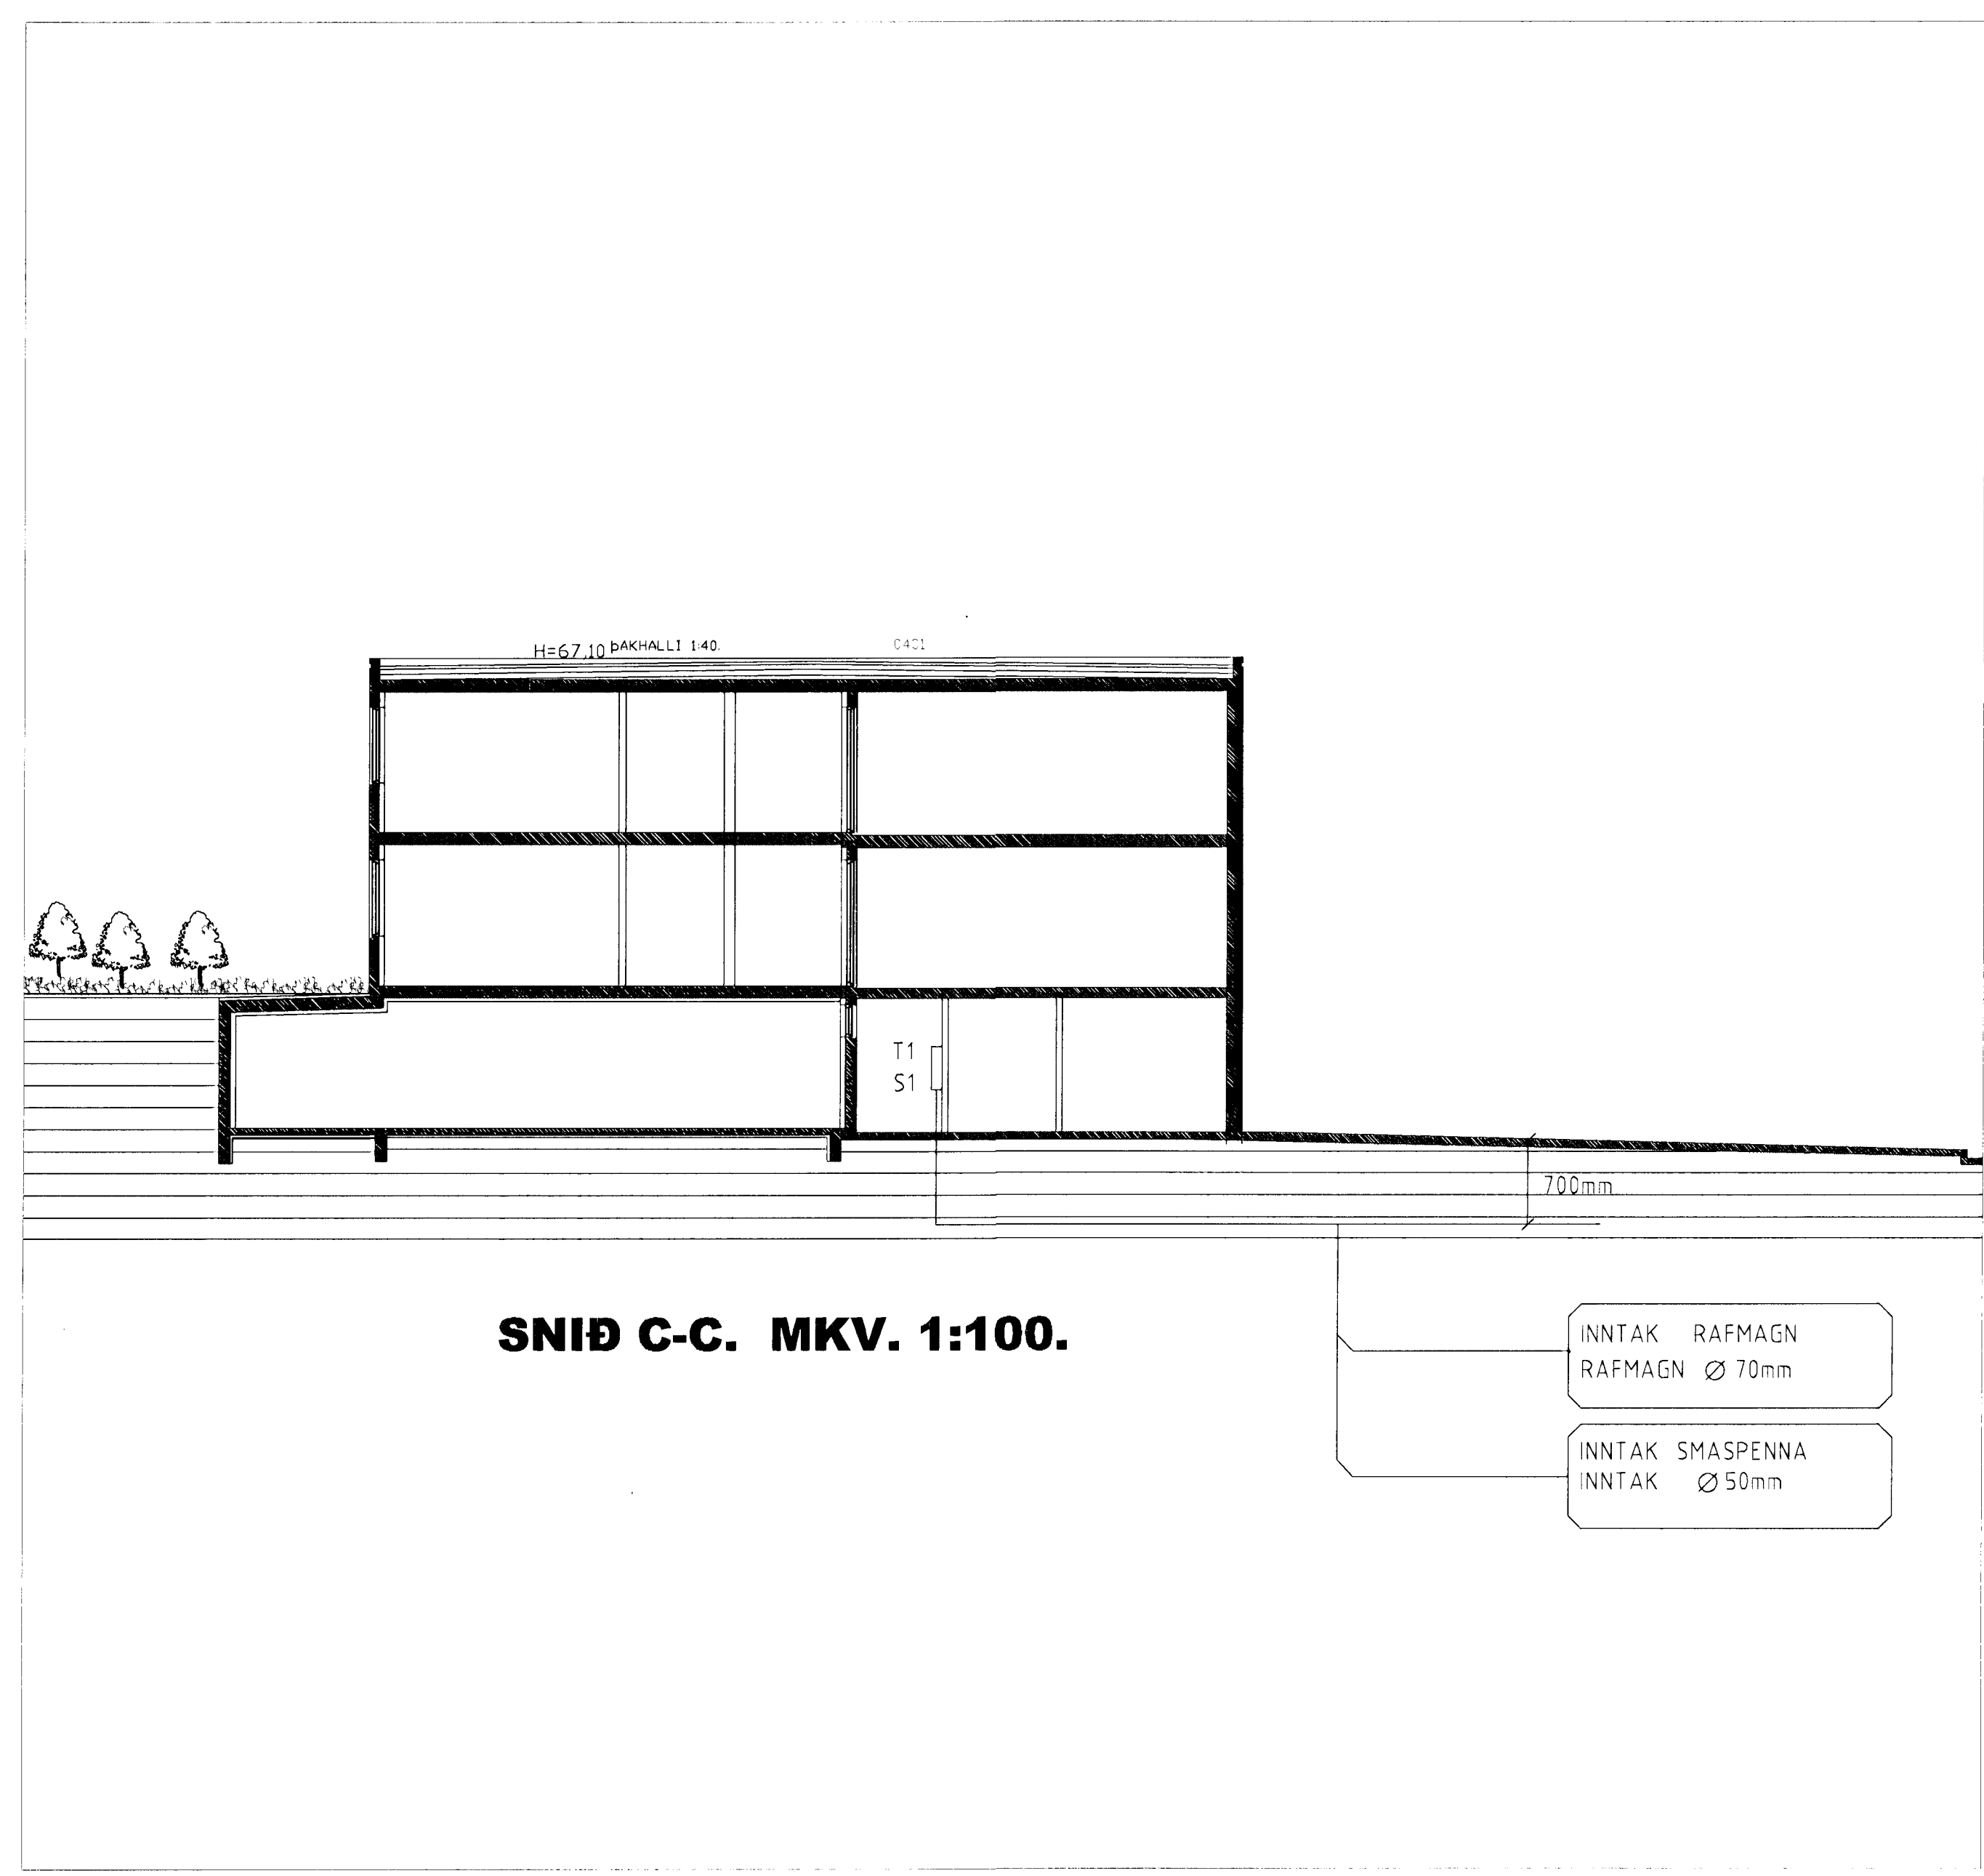 H=67,10 ÞAKHALLI 1:40.
0401
T1
S1
700mm
SNIÐ C-C. MKV. 1:100.
INNTAK RAFMAGN
RAFMAGN Ø 70mm
INNTAK SMASPENNA
INNTAK Ø 50mm